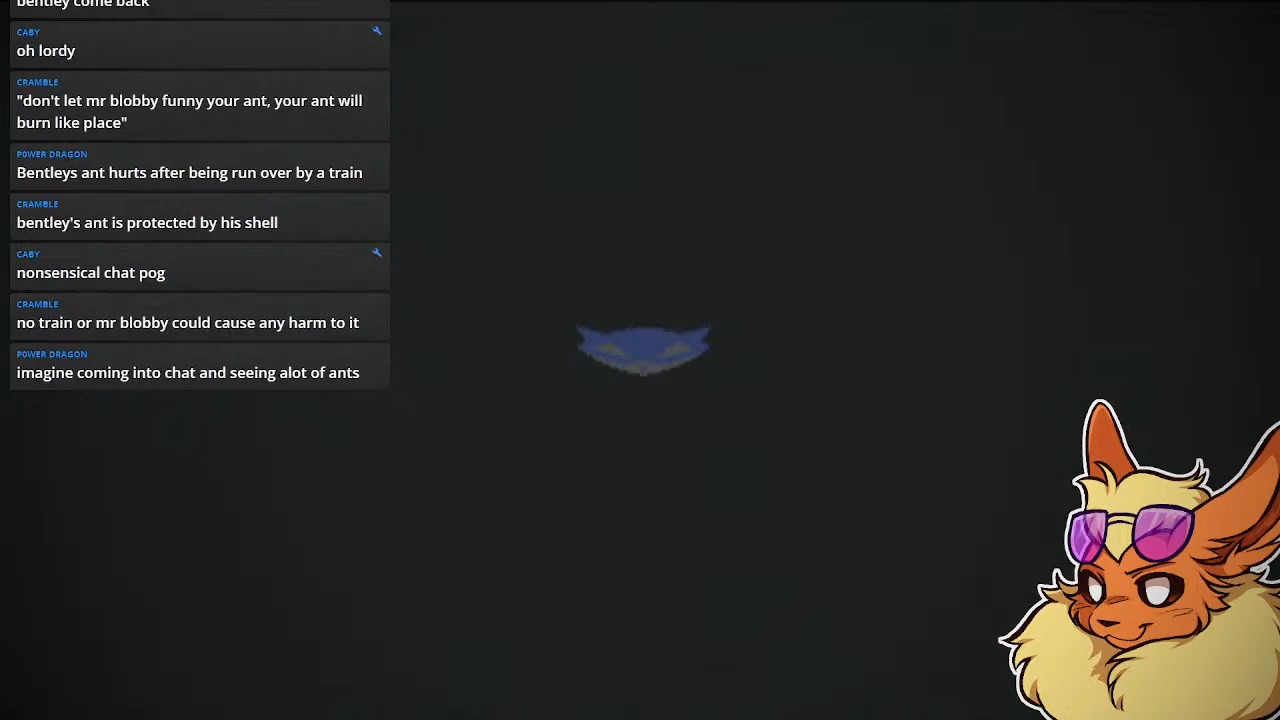 bentley come back
CABY
oh lordy
CRAMBLE
"don't let mr blobby funny your ant, your ant will
burn like place"
P0WER DRAGON
Bentleys ant hurts after being run over by a train
CRAMBLE
bentley's ant is protected by his shell
CABY
nonsensical chat pog
CRAMBLE
no train or mr blobby could cause any harm to it
P0WER DRAGON
imagine coming into chat and seeing alot of ants